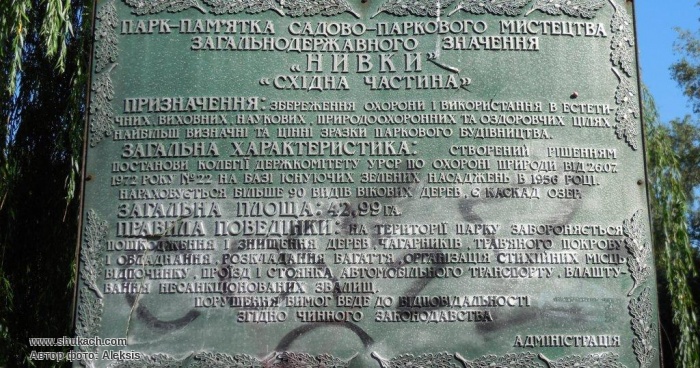 ПАРК-ПАМ'ЯТКА САДОВО-ПАРКОВОГО МИСТЕЦТВА
ЗАГАЛЬНОДЕРЖАВНОГО ЗНАЧЕННЯ
«НИВКИ»
«СХІДНА ЧАСТИНА»
ПРИЗНАЧЕННЯ: ЗБЕРЕЖЕННЯ ОХОРОНИ І ВИКОРИСТАННЯ В ЕСТЕТИ-
ЧНИХ, ВИХОВНИХ, НАУКОВИХ, ПРИРОДООХОРОННИХ ТА ОЗДОРОВЧИХ ЦІЛЯХ
НАЙБІЛЬШ ВИЗНАЧНІ ТА ЦІННІ ЗРАЗКИ ПАРКОВОГО БУДІВНИЦТВА.
ЗАГАЛЬНА ХАРАКТЕРИСТИКА: СТВОРЕНИЙ РІШЕННЯМ
ПОСТАНОВИ КОЛЕГІЇ ДЕРЖКОМІТЕТУ УРСР ПО ОХОРОНІ ПРИРОДИ ВІД 26.07
1972 РОКУ №22 НА БАЗІ ІСНУЮЧИХ ЗЕЛЕНИХ НАСАДЖЕНЬ В 1956 РОЦІ.
НАРАХОВУЄТЬСЯ БІЛЬШЕ 90 ВИДІВ ВІКОВИХ ДЕРЕВ, Є КАСКАД ОЗЕР.
ЗАГАЛЬНА ПЛОЩА: 42,99 ГА.
ПРАВИЛА ПОВЕДІНКИ: НА ТЕРИТОРІЇ ПАРКУ ЗАБОРОНЯЄТЬСЯ
ПОШКОДЖЕННЯ І ЗНИЩЕННЯ ДЕРЕВ, ЧАГАРНИКІВ, ТРАВ'ЯНОГО ПОКРОВУ
І ОБЛАДНАННЯ, РОЗКЛАДАННЯ БАГАТТЯ ОРГАНІЗАЦІЯ СТИХІЙНИХ МІСЦЬ
ВІДПОЧИНКУ, ПРОЇЗД І СТОЯНКА АВТОМОБІЛЬНОГО ТРАНСПОРТУ, ВЛАШТУ-
ВАННЯ НЕСАНКЦІОНОВАНИХ ЗВАЛИЩ.
ПОРУШЕННЯ ВИМОГ ВЕДЕ ДО ВІДПОВІДАЛЬНОСТІ
ЗГІДНО ЧИННОГО ЗАКОНОДАВСТВА
АДМІНІСТРАЦІЯ
www.shukach.com
Автор фото: Aleksis